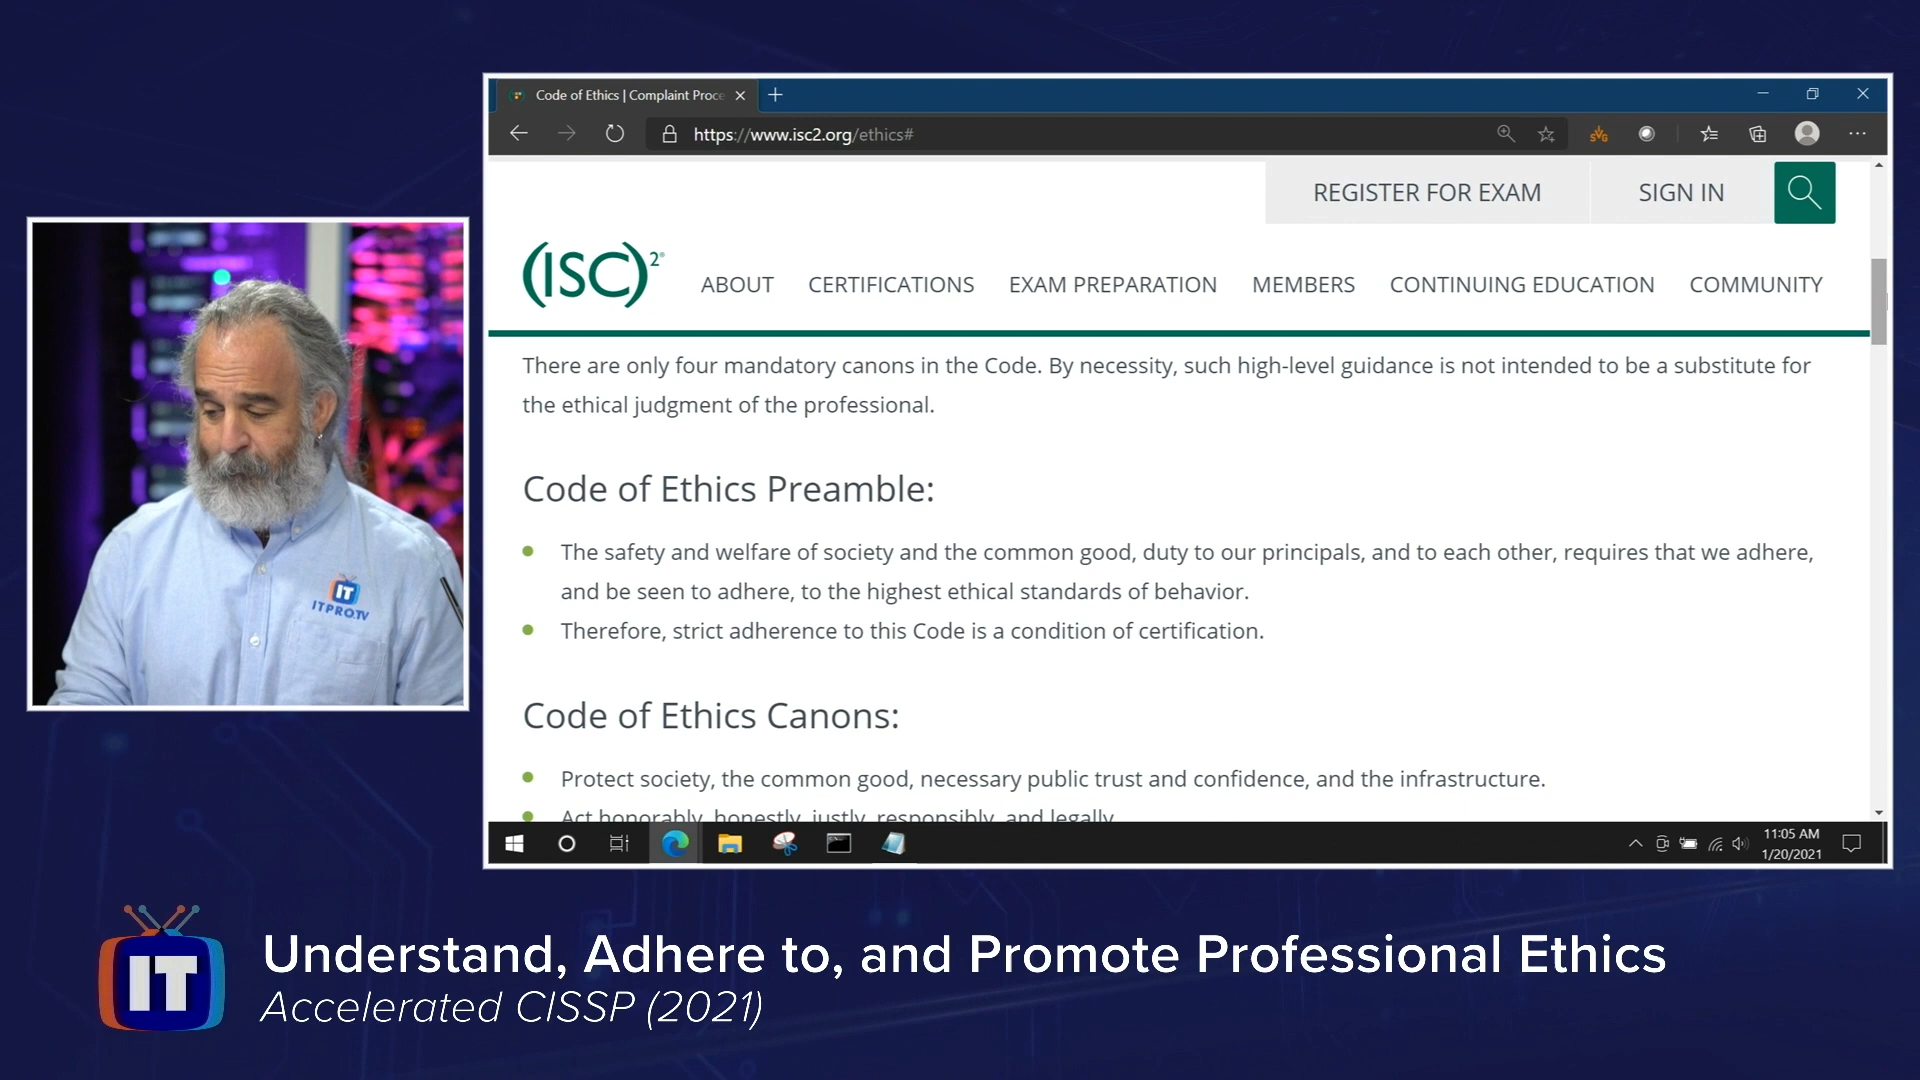 Code of Ethics | Complaint Proce
https://www.isc2.org/ethics#
SVG
REGISTER FOR EXAM
SIGN IN
(ISC)2®
ABOUT
CERTIFICATIONS
EXAM PREPARATION
MEMBERS
CONTINUING EDUCATION
COMMUNITY
There are only four mandatory canons in the Code. By necessity, such high-level guidance is not intended to be a substitute for
the ethical judgment of the professional.
Code of Ethics Preamble:
The safety and welfare of society and the common good, duty to our principals, and to each other, requires that we adhere,
and be seen to adhere, to the highest ethical standards of behavior.
Therefore, strict adherence to this Code is a condition of certification.
Code of Ethics Canons:
Protect society, the common good, necessary public trust and confidence, and the infrastructure.
Act honorably, honestly, justly, responsibly, and legally.
11:05 AM
1/20/2021
IT
ITPRO.TV
IT
Understand, Adhere to, and Promote Professional Ethics
Accelerated CISSP (2021)